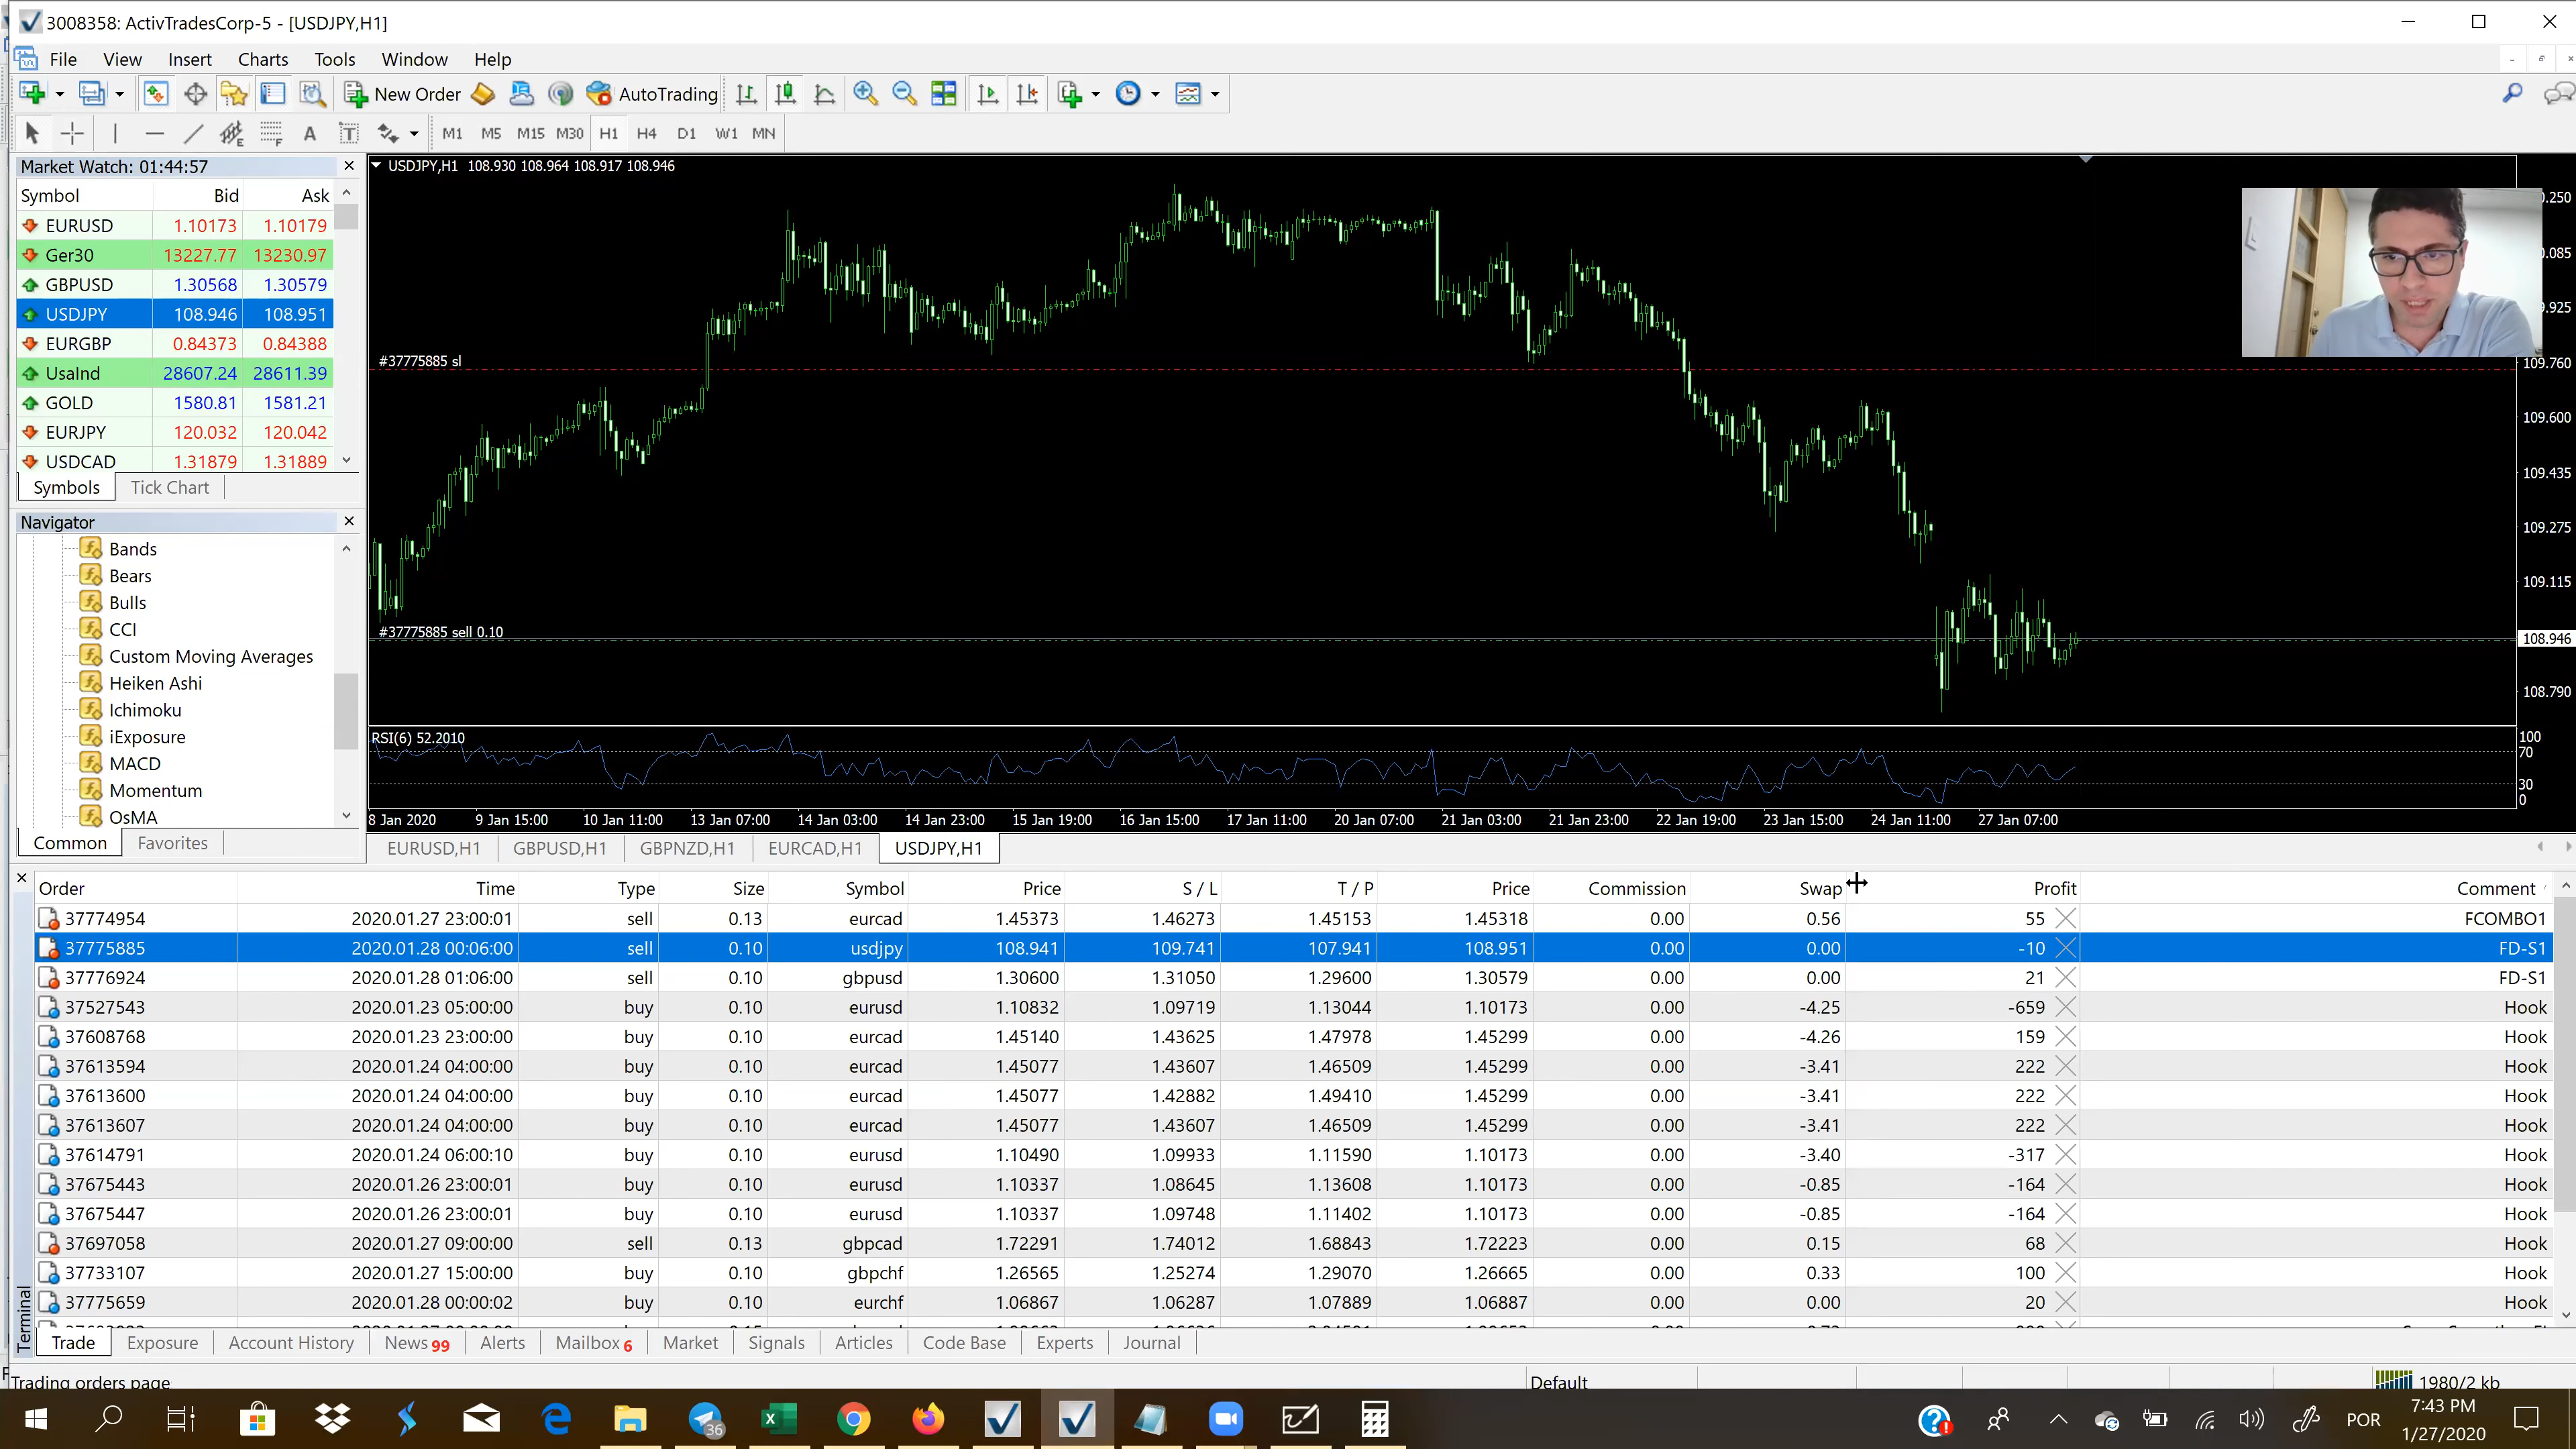 3008358: ActivTradesCorp-5 - [USDJPY,H1]
File View Insert Charts Tools Window Help
New Order AutoTrading
M1 M5 M15 M30 H1 H4 D1 W1 MN
Market Watch: 01:44:57
Symbol Bid Ask
EURUSD 1.10173 1.10179
Ger30 13227.77 13230.97
GBPUSD 1.30568 1.30579
USDJPY 108.946 108.951
EURGBP 0.84373 0.84388
UsaInd 28607.24 28611.39
GOLD 1580.81 1581.21
EURJPY 120.032 120.042
USDCAD 1.31879 1.31889
Symbols Tick Chart
Navigator
Bands
Bears
Bulls
CCI
Custom Moving Averages
Heiken Ashi
Ichimoku
iExposure
MACD
Momentum
OsMA
Common Favorites
USDJPY,H1 108.930 108.964 108.917 108.946
#37775885 sl
#37775885 sell 0.10
109.760
109.600
109.435
109.275
109.115
108.946
108.790
RSI(6) 52.2010
100
70
30
0
8 Jan 2020 9 Jan 15:00 10 Jan 11:00 13 Jan 07:00 14 Jan 03:00 14 Jan 23:00 15 Jan 19:00 16 Jan 15:00 17 Jan 11:00 20 Jan 07:00 21 Jan 03:00 21 Jan 23:00 22 Jan 19:00 23 Jan 15:00 24 Jan 11:00 27 Jan 07:00
EURUSD,H1 GBPUSD,H1 GBPNZD,H1 EURCAD,H1 USDJPY,H1
Order Time Type Size Symbol Price S / L T / P Price Commission Swap Profit Comment
37774954 2020.01.27 23:00:01 sell 0.13 eurcad 1.45373 1.46273 1.45153 1.45318 0.00 0.56 55 FCOMBO1
37775885 2020.01.28 00:06:00 sell 0.10 usdjpy 108.941 109.741 107.941 108.951 0.00 0.00 -10 FD-S1
37776924 2020.01.28 01:06:00 sell 0.10 gbpusd 1.30600 1.31050 1.29600 1.30579 0.00 0.00 21 FD-S1
37527543 2020.01.23 05:00:00 buy 0.10 eurusd 1.10832 1.09719 1.13044 1.10173 0.00 -4.25 -659 Hook
37608768 2020.01.23 23:00:00 buy 0.10 eurcad 1.45140 1.43625 1.47978 1.45299 0.00 -4.26 159 Hook
37613594 2020.01.24 04:00:00 buy 0.10 eurcad 1.45077 1.43607 1.46509 1.45299 0.00 -3.41 222 Hook
37613600 2020.01.24 04:00:00 buy 0.10 eurcad 1.45077 1.42882 1.49410 1.45299 0.00 -3.41 222 Hook
37613607 2020.01.24 04:00:00 buy 0.10 eurcad 1.45077 1.43607 1.46509 1.45299 0.00 -3.41 222 Hook
37614791 2020.01.24 06:00:10 buy 0.10 eurusd 1.10490 1.09933 1.11590 1.10173 0.00 -3.40 -317 Hook
37675443 2020.01.26 23:00:01 buy 0.10 eurusd 1.10337 1.08645 1.13608 1.10173 0.00 -0.85 -164 Hook
37675447 2020.01.26 23:00:01 buy 0.10 eurusd 1.10337 1.09748 1.11402 1.10173 0.00 -0.85 -164 Hook
37697058 2020.01.27 09:00:00 sell 0.13 gbpcad 1.72291 1.74012 1.68843 1.72223 0.00 0.15 68 Hook
37733107 2020.01.27 15:00:00 buy 0.10 gbpchf 1.26565 1.25274 1.29070 1.26665 0.00 0.33 100 Hook
37775659 2020.01.28 00:00:02 buy 0.10 eurchf 1.06867 1.06287 1.07889 1.06887 0.00 0.00 20 Hook
Terminal
Trade Exposure Account History News 99 Alerts Mailbox 6 Market Signals Articles Code Base Experts Journal
Trading orders page Default 1980/2 kb
36
POR
7:43 PM
1/27/2020